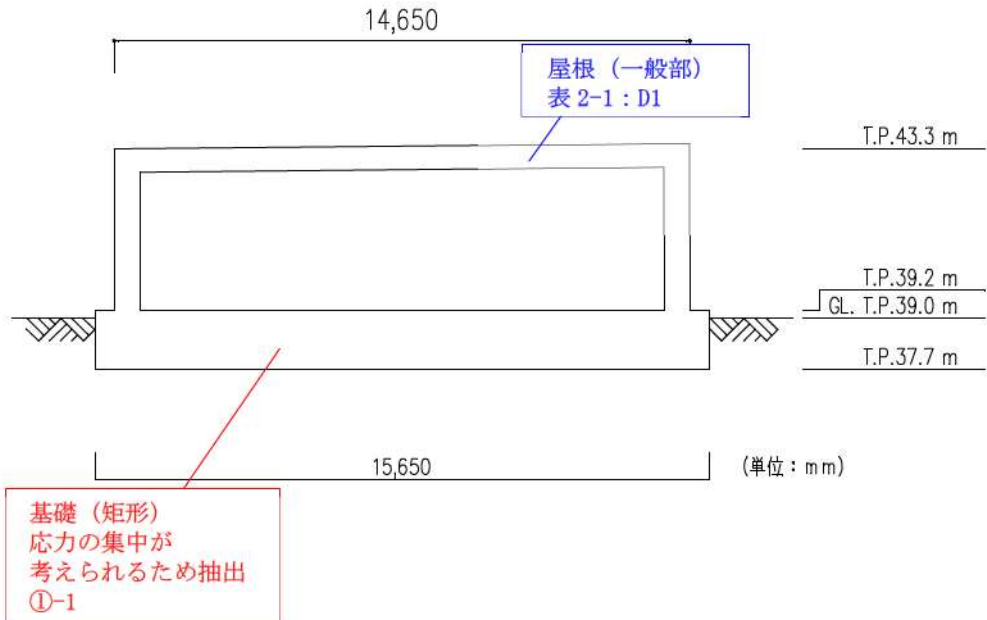 14,650
屋根（一般部）
表 2-1：D1
T.P.43.3 m
T.P.39.2 m
GL. T.P.39.0 m
T.P.37.7 m
15,650
(単位：mm)
基礎（矩形）
応力の集中が
考えられるため抽出
①-1